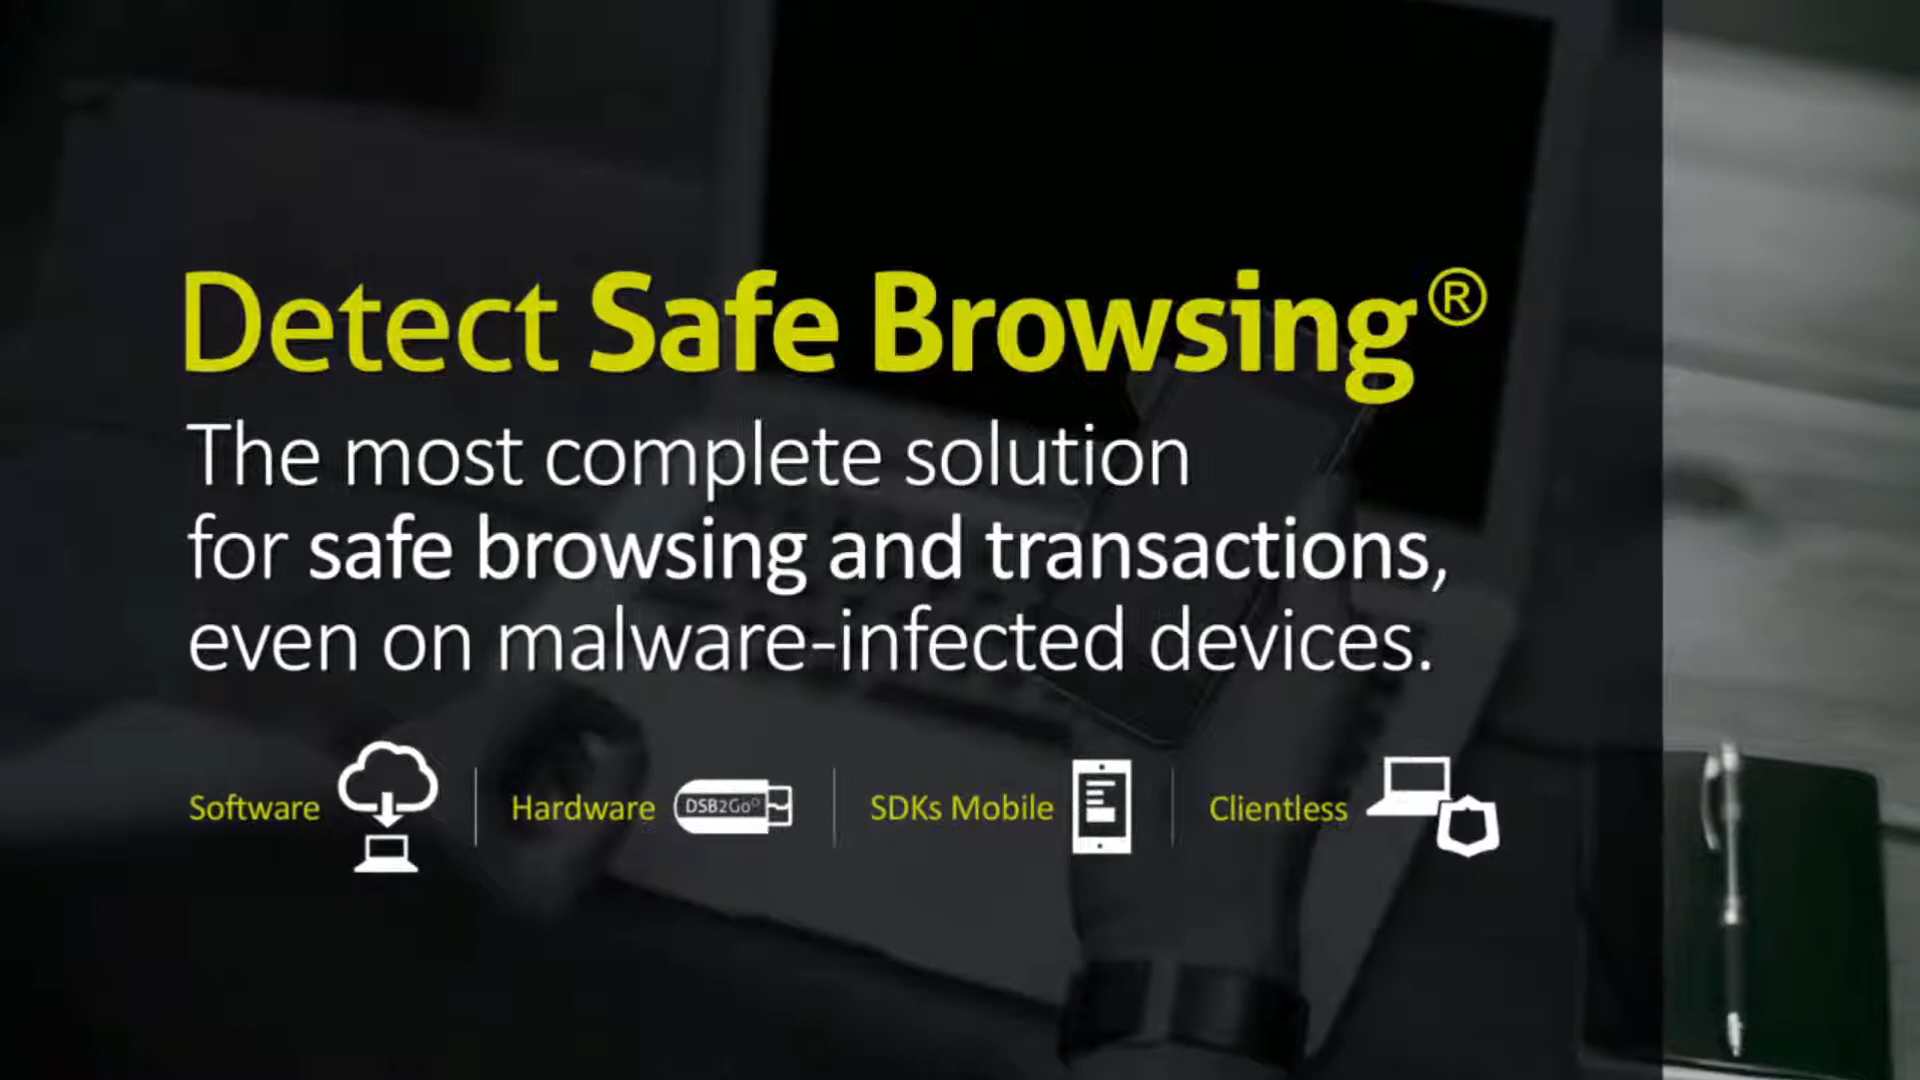 Detect Safe Browsing®
The most complete solution
for safe browsing and transactions,
even on malware-infected devices.
Software
Hardware
DSB2Go®
SDKs Mobile
Clientless